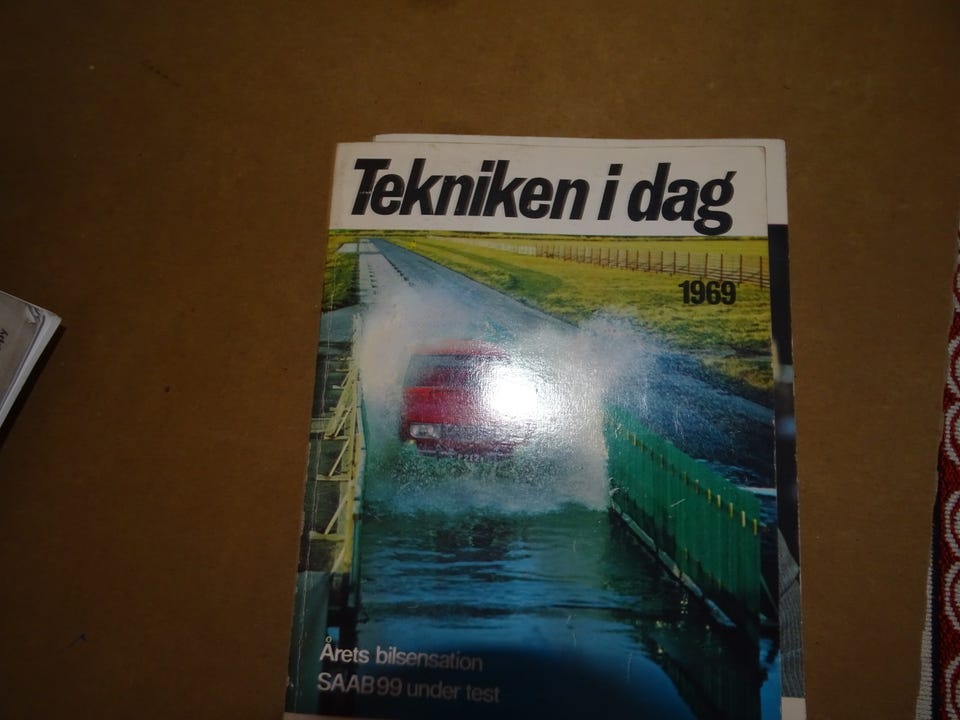 Tekniken i dag
1969
Årets bilsensation
SAAB 99 under test